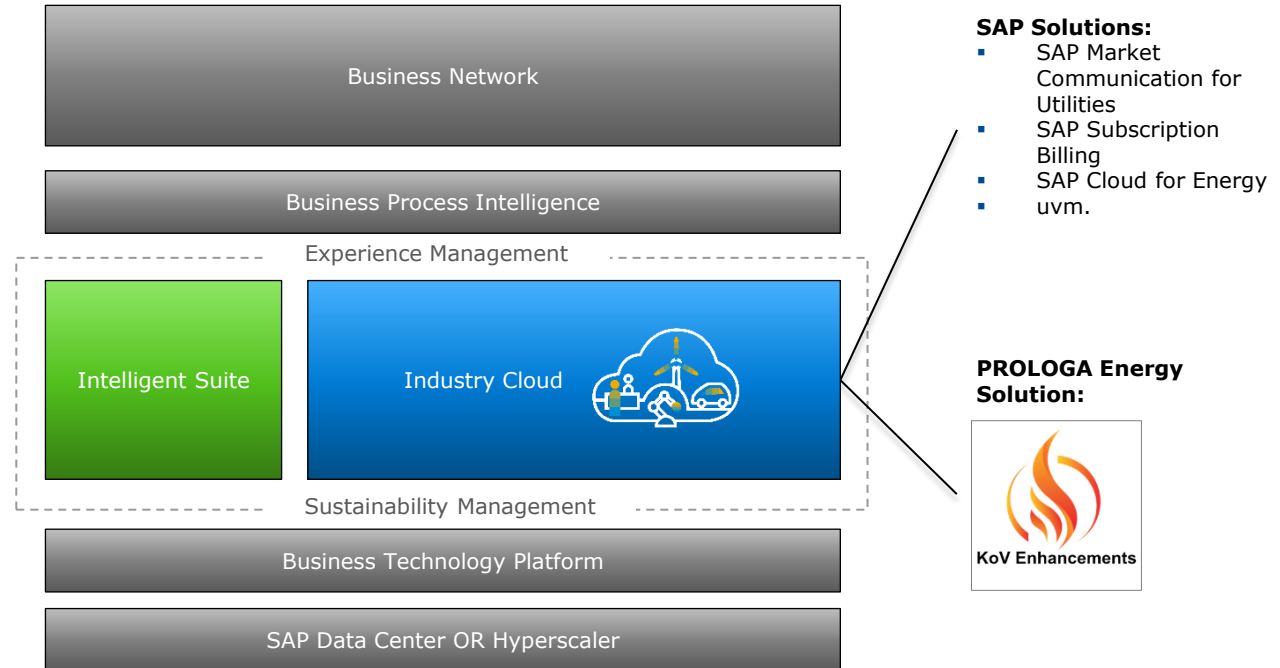 Business Network
Business Process Intelligence
Experience Management
Intelligent Suite
Industry Cloud
Sustainability Management
Business Technology Platform
SAP Data Center OR Hyperscaler
SAP Solutions:
▪ SAP Market
Communication for
Utilities
▪ SAP Subscription
Billing
▪ SAP Cloud for Energy
▪ uvm.
PROLOGA Energy
Solution:
KoV Enhancements